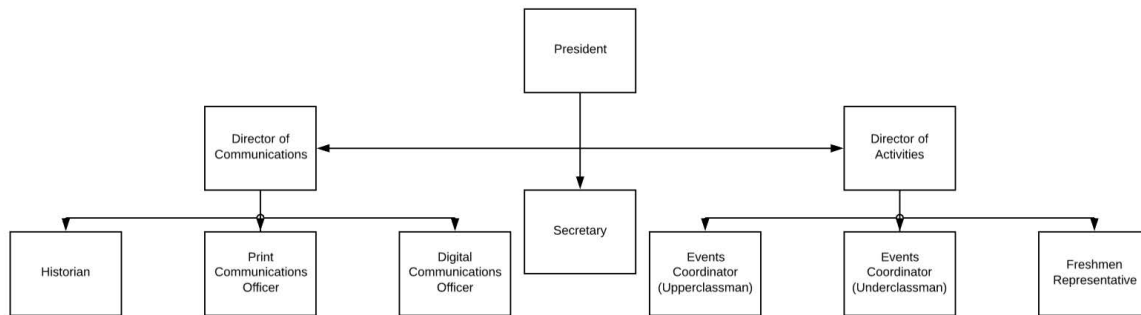 President
Director of
Communications
Director of
Activities
Secretary
Historian
Print
Communications
Officer
Digital
Communications
Officer
Events
Coordinator
(Upperclassman)
Events
Coordinator
(Underclassman)
Freshmen
Representative